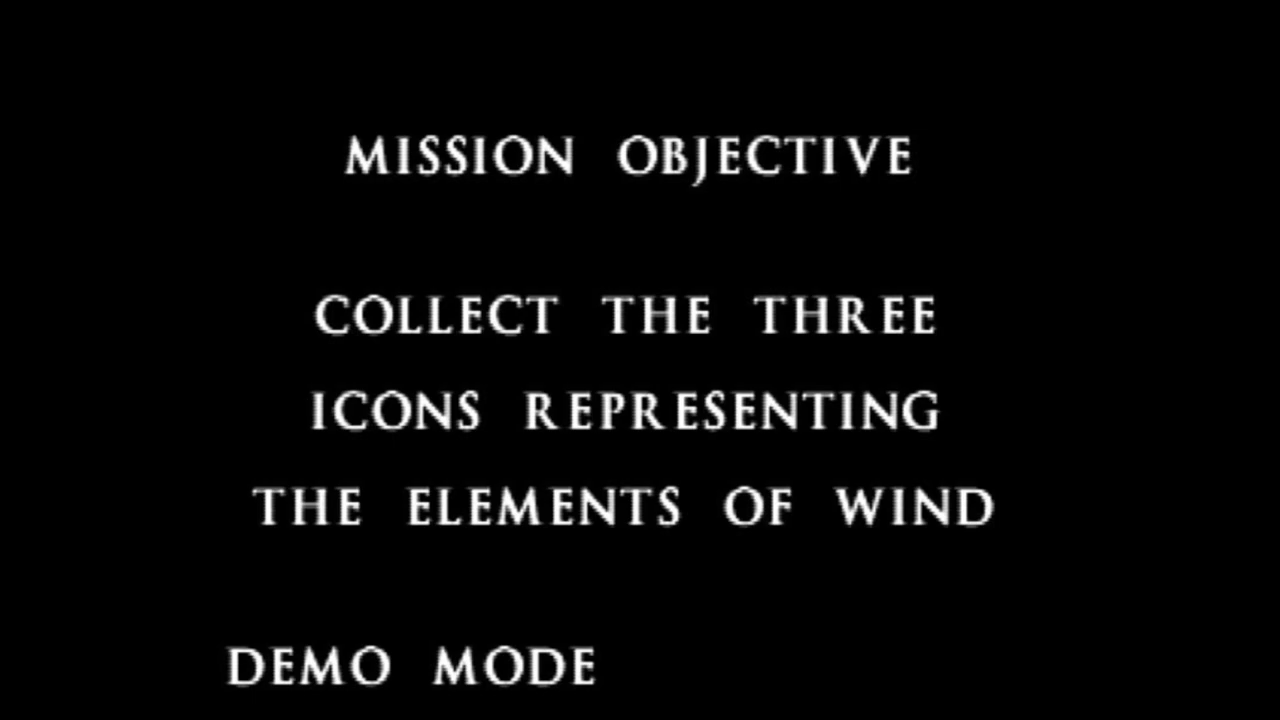 MISSION OBJECTIVE
COLLECT THE THREE
ICONS REPRESENTING
THE ELEMENTS OF WIND
DEMO MODE